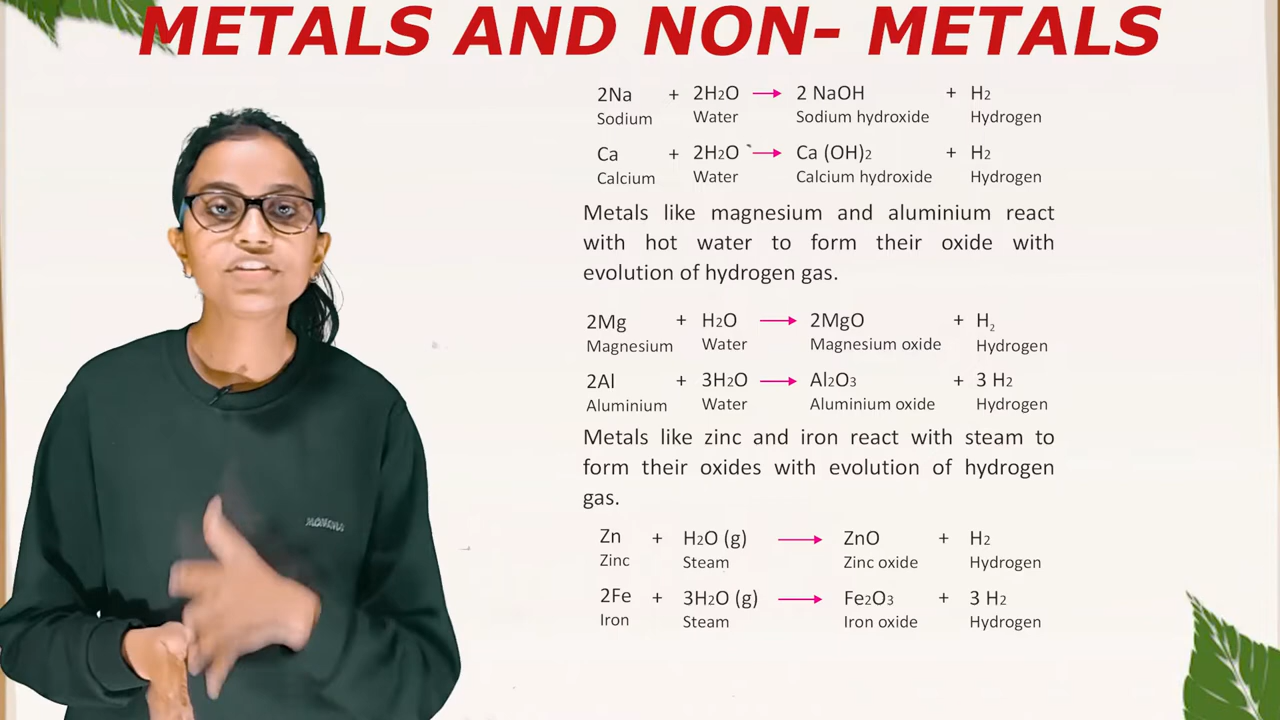 METALS AND NON- METALS
2Na + 2H₂O → 2 NaOH + H₂
Sodium Water Sodium hydroxide Hydrogen
Ca + 2H₂O → Ca (OH)₂ + H₂
Calcium Water Calcium hydroxide Hydrogen
Metals like magnesium and aluminium react
with hot water to form their oxide with
evolution of hydrogen gas.
2Mg + H₂O → 2MgO + H₂
Magnesium Water Magnesium oxide Hydrogen
2Al + 3H₂O → Al₂O₃ + 3 H₂
Aluminium Water Aluminium oxide Hydrogen
Metals like zinc and iron react with steam to
form their oxides with evolution of hydrogen
gas.
Zn + H₂O (g) → ZnO + H₂
Zinc Steam Zinc oxide Hydrogen
2Fe + 3H₂O (g) → Fe₂O₃ + 3 H₂
Iron Steam Iron oxide Hydrogen